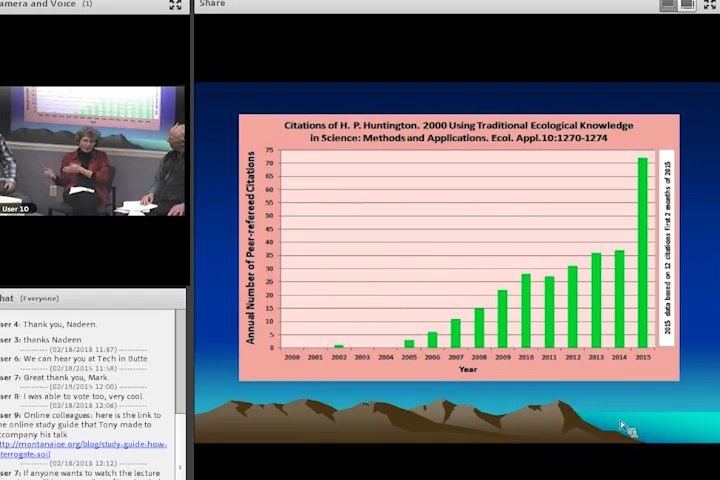 amera and Voice (1)
Share
User 10
hat (Everyone)
ser 4: Thank you, Nadeen.
ser 3: thanks Nadeen
---------- (02/18/2015 11:87) ----------
ser 6: We can hear you at Tech in Butte
---------- (02/18/2015 11:58) ----------
ser 7: Great thank you, Mark.
---------- (02/18/2015 12:00) ----------
ser 8: I was able to vote too, very cool.
---------- (02/18/2015 12:06) ----------
ser 9: Online colleagues: here is the link to
he online study guide that Tony made to
ccompany his talk
ttp://montanaioe.org/blog/study-guide-how-
terrogate-soil
---------- (02/18/2015 12:12) ----------
ser 7: If anyone wants to watch the lecture
Citations of H. P. Huntington. 2000 Using Traditional Ecological Knowledge
in Science: Methods and Applications. Ecol. Appl.10:1270-1274
Annual Number of Peer-refereed Citations
75
70
65
60
55
50
45
40
35
30
25
20
15
10
5
0
2000 2001 2002 2003 2004 2005 2006 2007 2008 2009 2010 2011 2012 2013 2014 2015
Year
2015 data based on 12 citations first 2 months of 2015